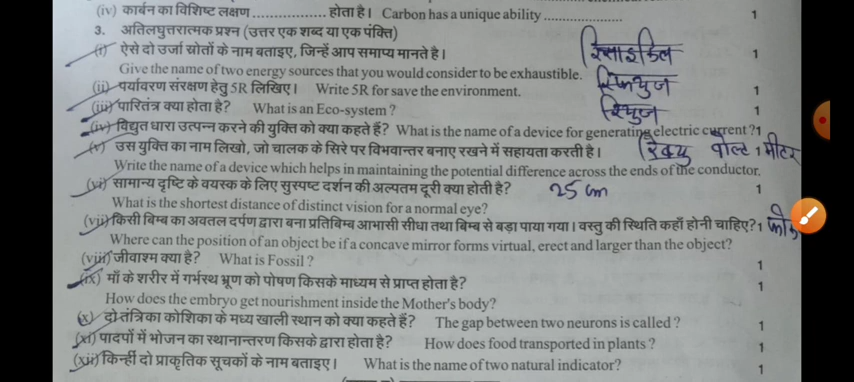 (iv) कार्बन का विशिष्ट लक्षण ............... होता है। Carbon has a unique ability .................... 1
3. अतिलघुत्तरात्मक प्रश्न (उत्तर एक शब्द या एक पंक्ति)
(i) ऐसे दो उर्जा स्रोतों के नाम बताइए, जिन्हें आप समाप्य मानते है। रिसाइकिल 1
Give the name of two energy sources that you would consider to be exhaustible.
(ii) पर्यावरण संरक्षण हेतु 5R लिखिए। Write 5R for save the environment. 1
(iii) पारितंत्र क्या होता है? What is an Eco-system ? रियुज 1
(iv) विद्युत धारा उत्पन्न करने की युक्ति को क्या कहते हैं? What is the name of a device for generating electric current ?1
(v) उस युक्ति का नाम लिखो, जो चालक के सिरे पर विभवान्तर बनाए रखने में सहायता करती है। वोल्ट 1 मीटर
Write the name of a device which helps in maintaining the potential difference across the ends of the conductor.
(vi) सामान्य दृष्टि के वयस्क के लिए सुस्पष्ट दर्शन की अल्पतम दूरी क्या होती है? 25 cm 1
What is the shortest distance of distinct vision for a normal eye?
(vii) किसी बिम्ब का अवतल दर्पण द्वारा बना प्रतिबिम्ब आभासी सीधा तथा बिम्ब से बड़ा पाया गया। वस्तु की स्थिति कहाँ होनी चाहिए?1
Where can the position of an object be if a concave mirror forms virtual, erect and larger than the object?
(viii) जीवाश्म क्या है? What is Fossil ? 1
(ix) माँ के शरीर में गर्भस्थ भ्रूण को पोषण किसके माध्यम से प्राप्त होता है? 1
How does the embryo get nourishment inside the Mother's body?
(x) दो तंत्रिका कोशिका के मध्य खाली स्थान को क्या कहते हैं? The gap between two neurons is called ? 1
(xi) पादपों में भोजन का स्थानान्तरण किसके द्वारा होता है? How does food transported in plants ? 1
(xii) किन्हीं दो प्राकृतिक सूचकों के नाम बताइए। What is the name of two natural indicator? 1